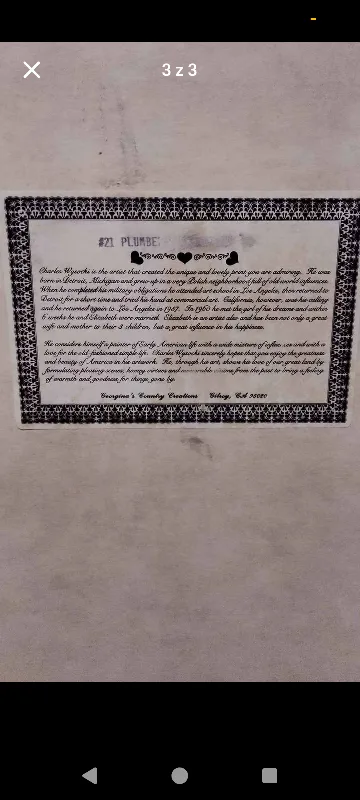 3 z 3
#21 PLUMBE
Charles Wysocki is the artist that created the unique and lovely print you are admiring. He was
born in Detroit, Michigan and grew up in a very Polish neighborhood full of old world influences.
When he completed his military obligations he attended art school in Los Angeles, then returned to
Detroit for a short time and tried his hand at commercial art. California, however, was his calling
and he returned again to Los Angeles in In 1960 he met the girl of his dreams and within
6 weeks he and Elizabeth were married. Elizabeth is an artist also and has been not only a great
wife and mother to their 3 children, but a great influence in his happiness.
He considers himself a painter of Early American life with a wide mixture of and with a
love for the old fashioned simple life. Charles Wysocki sincerely hopes that you enjoy the greatness
and beauty of America in his artwork. He, through his art, shows his love of our great land by
formulating pleasing scenes, homey virtues and from the past to bring a feeling
of warmth and goodness for things gone by.
Georgina's Country Creations Gilroy, CA 95020